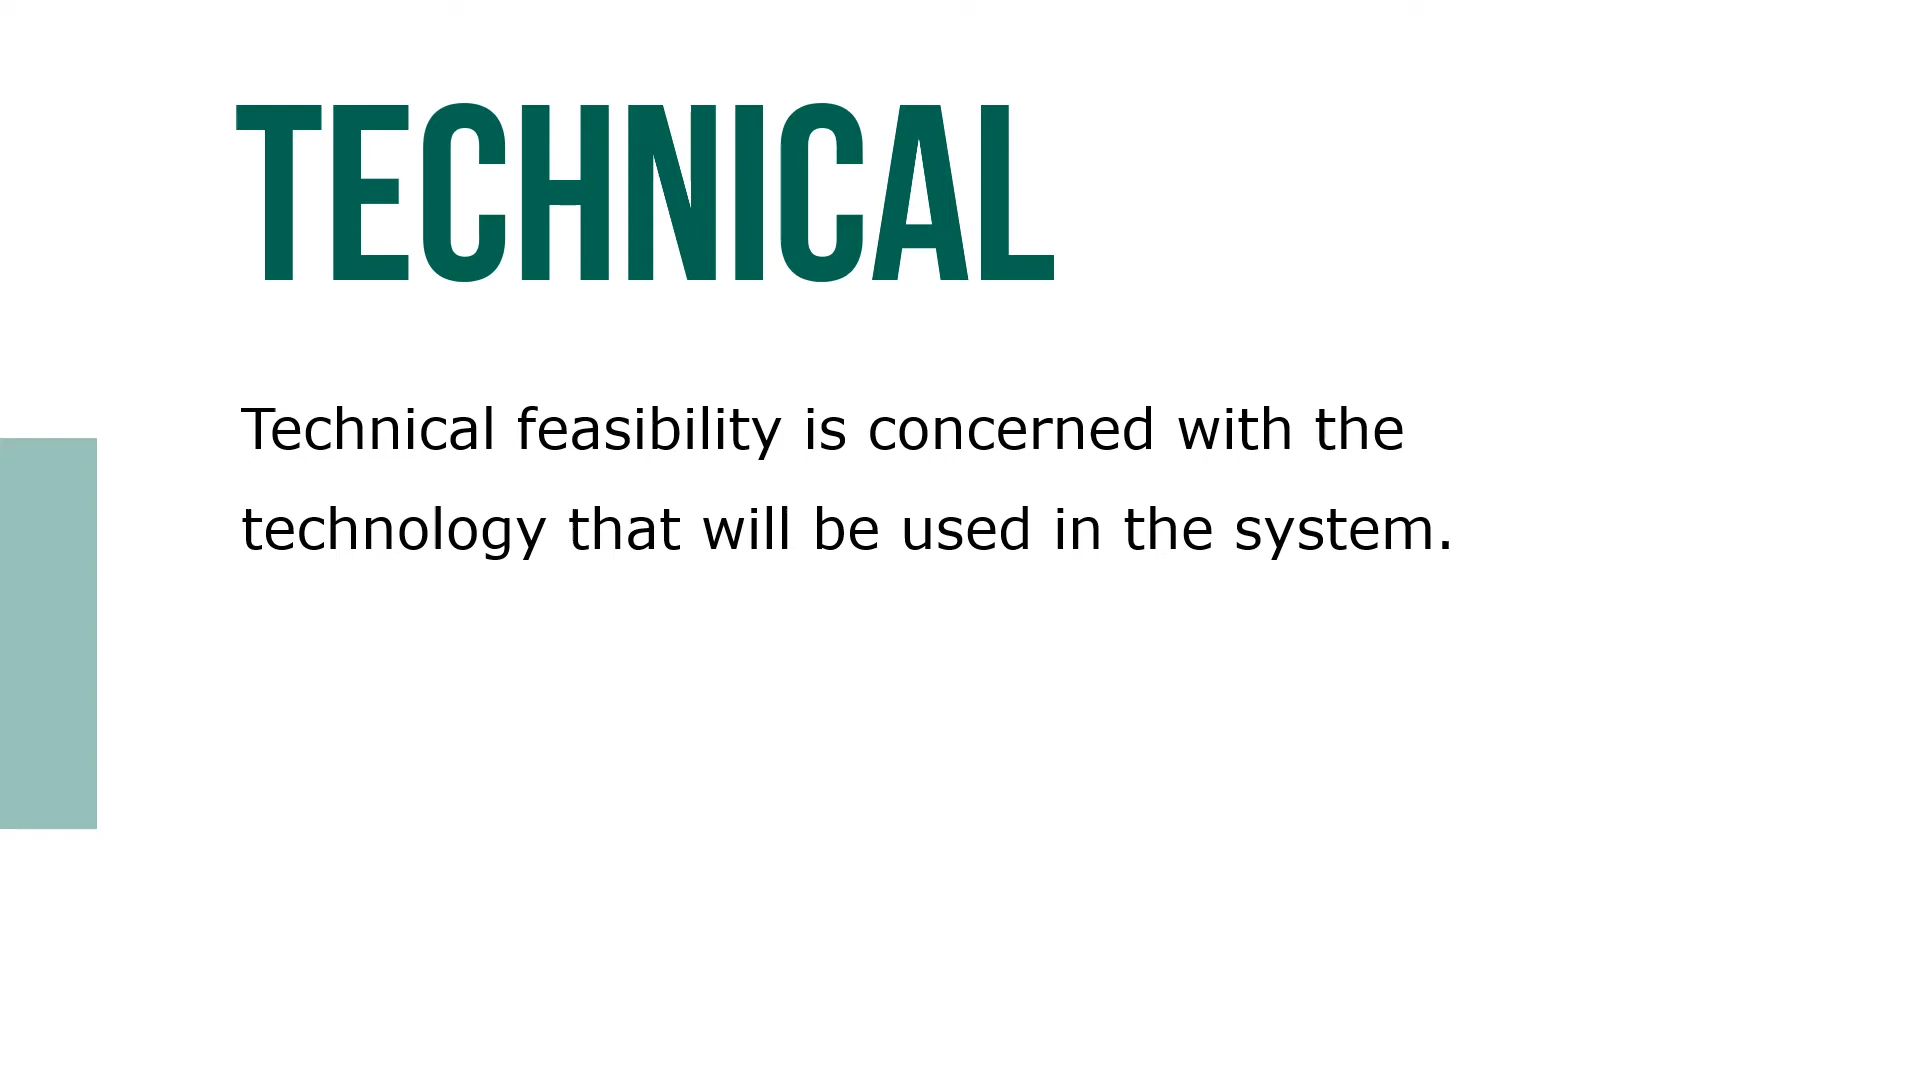 TECHNICAL
Technical feasibility is concerned with the
technology that will be used in the system.